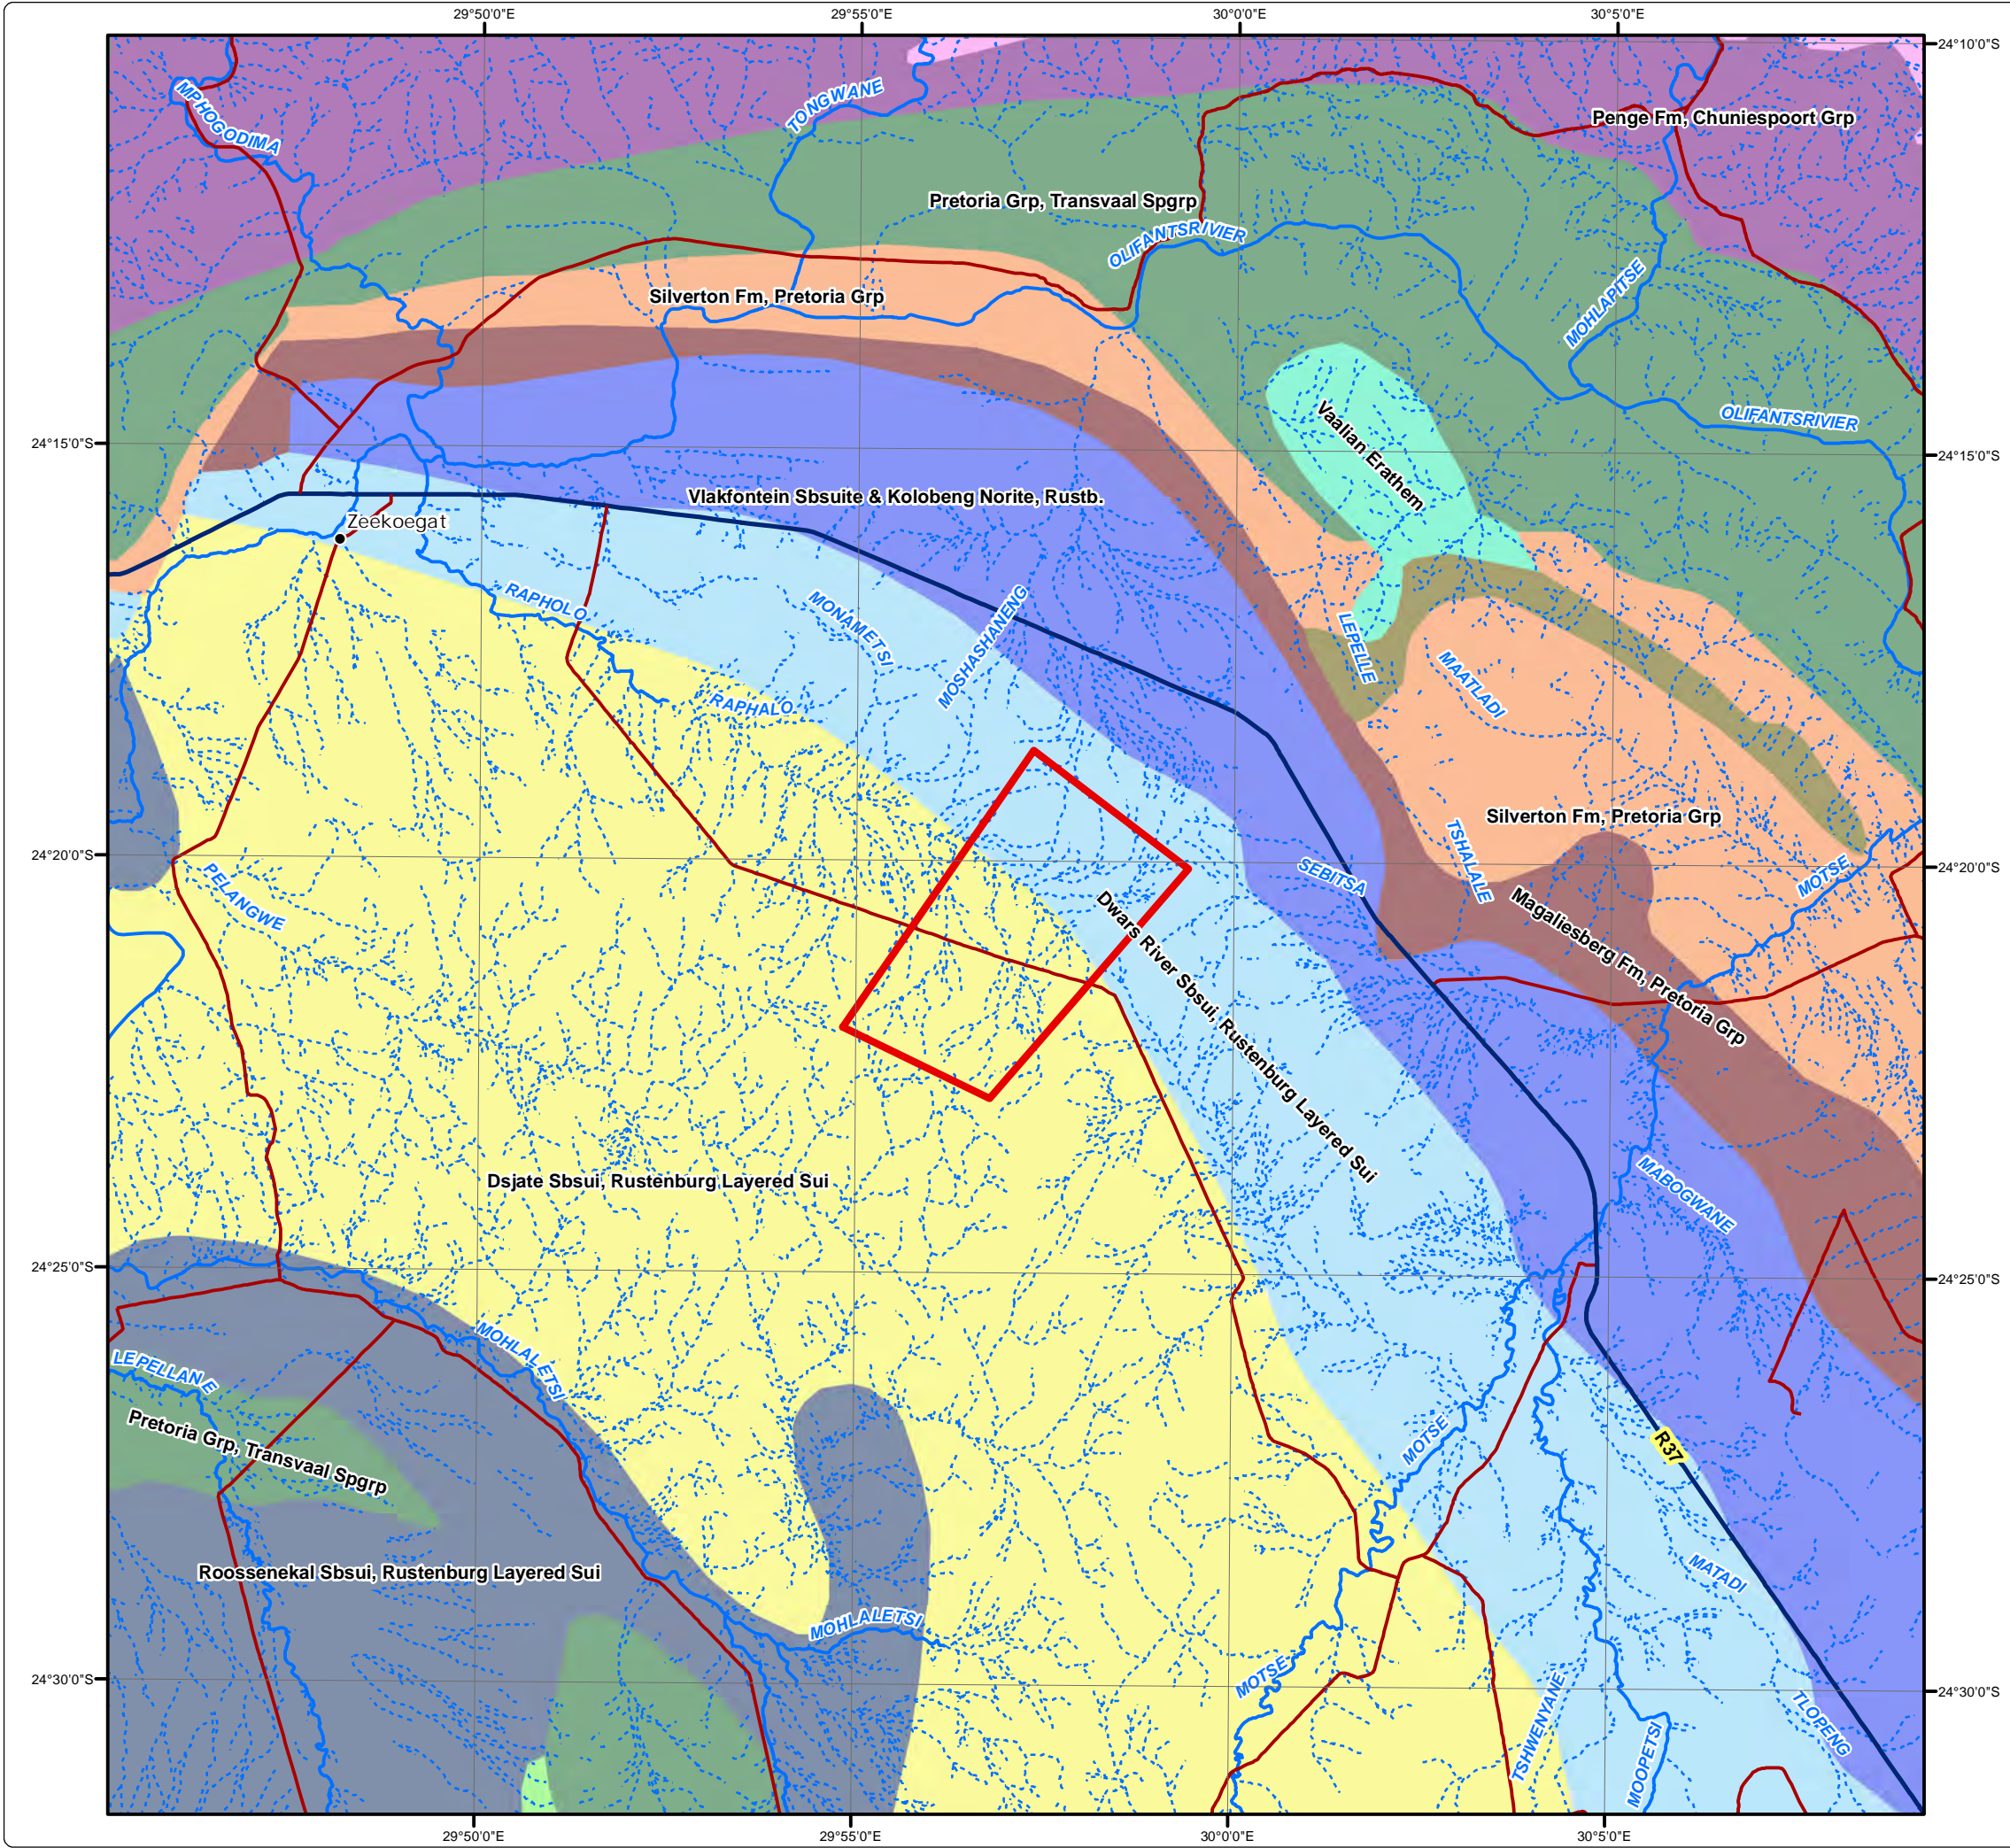 29°50'0"E
29°55'0"E
30°0'0"E
30°5'0"E
24°10'0"S
MPHOGODIMA
TONGWANE
Penge Fm, Chuniespoort Grp
Pretoria Grp, Transvaal Spgrp
OLIFANTSRIVIER
MOHLAPITSE
Silverton Fm, Pretoria Grp
OLIFANTSRIVIER
Vaalian Erathem
24°15'0"S
24°15'0"S
Vlakfontein Sbsuite & Kolobeng Norite, Rustb.
Zeekoegat
RAPHOLO
MONAMETSI
MOSHASHANENG
LEPELLE
MAATLADI
RAPHALO
Silverton Fm, Pretoria Grp
TSHALALE
24°20'0"S
24°20'0"S
PELANGWE
SEBITSA
MOTSE
Dwars River Sbsui, Rustenburg Layered Sui
Magaliesberg Fm, Pretoria Grp
Dsjate Sbsui, Rustenburg Layered Sui
MABOGWANE
24°25'0"S
24°25'0"S
MOHLALETSI
LEPELLANE
Pretoria Grp, Transvaal Spgrp
MOTSE
R37
Roossenekal Sbsui, Rustenburg Layered Sui
MATADI
MOHLALETSI
MOTSE
24°30'0"S
24°30'0"S
TSHWENYANE
MOOPETSI
TLOPENG
29°50'0"E
29°55'0"E
30°0'0"E
30°5'0"E